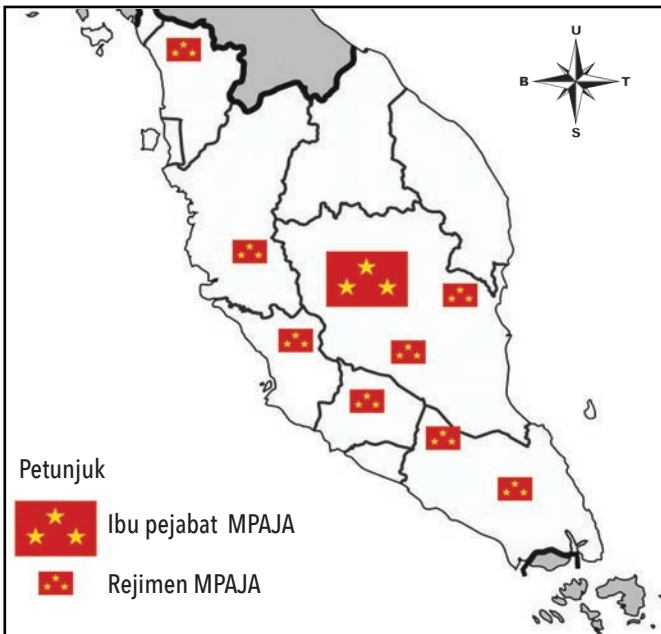 U
B T
S
Petunjuk
Ibu pejabat MPAJA
Rejimen MPAJA